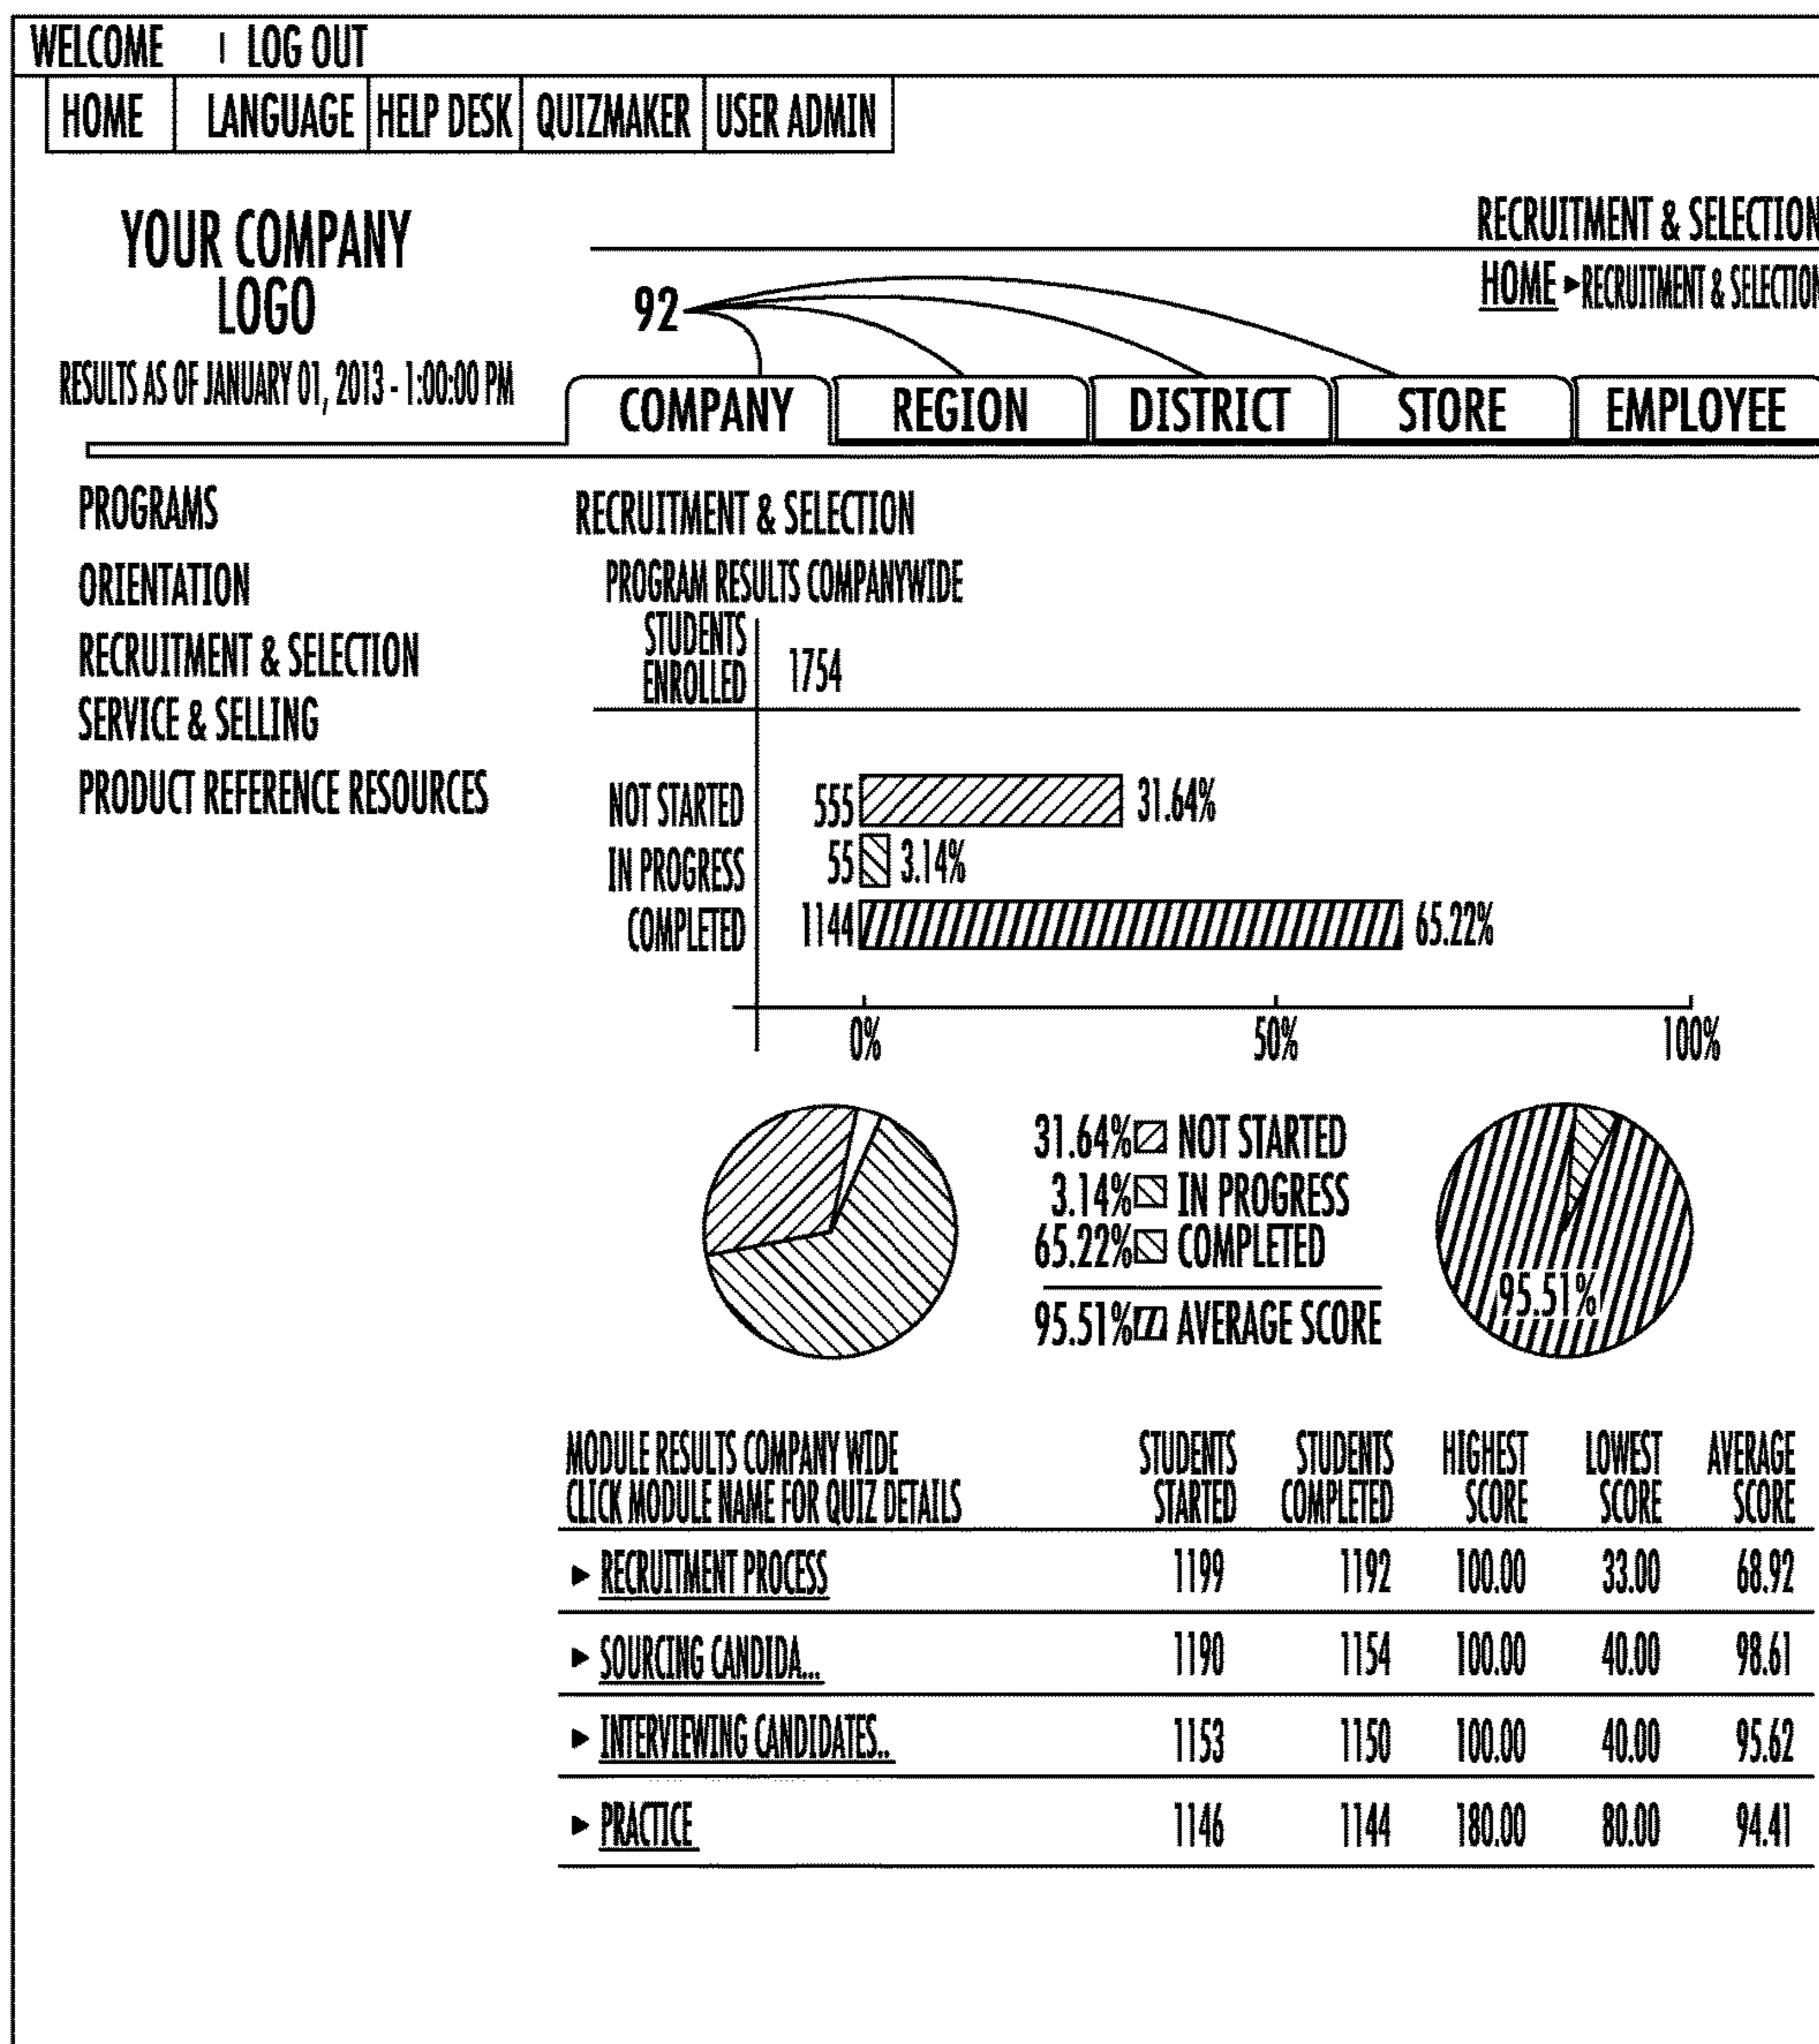 WELCOME | LOG OUT
HOME LANGUAGE HELP DESK QUIZMAKER USER ADMIN
YOUR COMPANY
LOGO
RESULTS AS OF JANUARY 01, 2013 - 1:00:00 PM
RECRUITMENT & SELECTION
HOME ▸RECRUITMENT & SELECTION
92
COMPANY REGION DISTRICT STORE EMPLOYEE
PROGRAMS
ORIENTATION
RECRUITMENT & SELECTION
SERVICE & SELLING
PRODUCT REFERENCE RESOURCES
RECRUITMENT & SELECTION
PROGRAM RESULTS COMPANYWIDE
STUDENTS
ENROLLED 1754
NOT STARTED 555 31.64%
IN PROGRESS 55 3.14%
COMPLETED 1144 65.22%
0% 50% 100%
31.64% NOT STARTED
3.14% IN PROGRESS
65.22% COMPLETED
95.51% AVERAGE SCORE
95.51%
MODULE RESULTS COMPANY WIDE
CLICK MODULE NAME FOR QUIZ DETAILS
STUDENTS
STARTED
STUDENTS
COMPLETED
HIGHEST
SCORE
LOWEST
SCORE
AVERAGE
SCORE
▸ RECRUITMENT PROCESS 1199 1192 100.00 33.00 68.92
▸ SOURCING CANDIDA... 1190 1154 100.00 40.00 98.61
▸ INTERVIEWING CANDIDATES.. 1153 1150 100.00 40.00 95.62
▸ PRACTICE 1146 1144 180.00 80.00 94.41